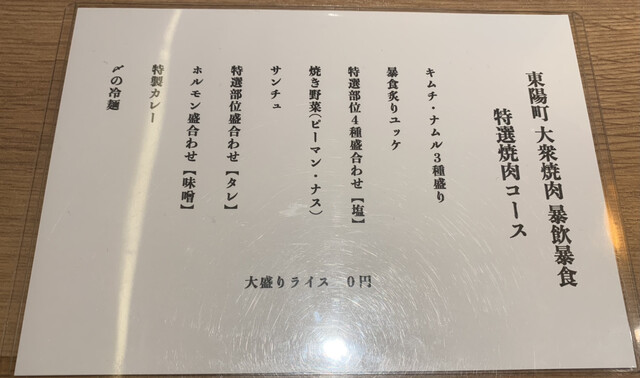 東陽町 大衆焼肉 暴飲暴食
特選焼肉コース
キムチ・ナムル3種盛り
暴食炙りユッケ
特選部位4種盛合わせ【塩】
焼き野菜(ピーマン・ナス)
サンチュ
特選部位盛合わせ【タレ】
ホルモン盛合わせ【味噌】
特製カレー
〆の冷麺
大盛りライス 0円